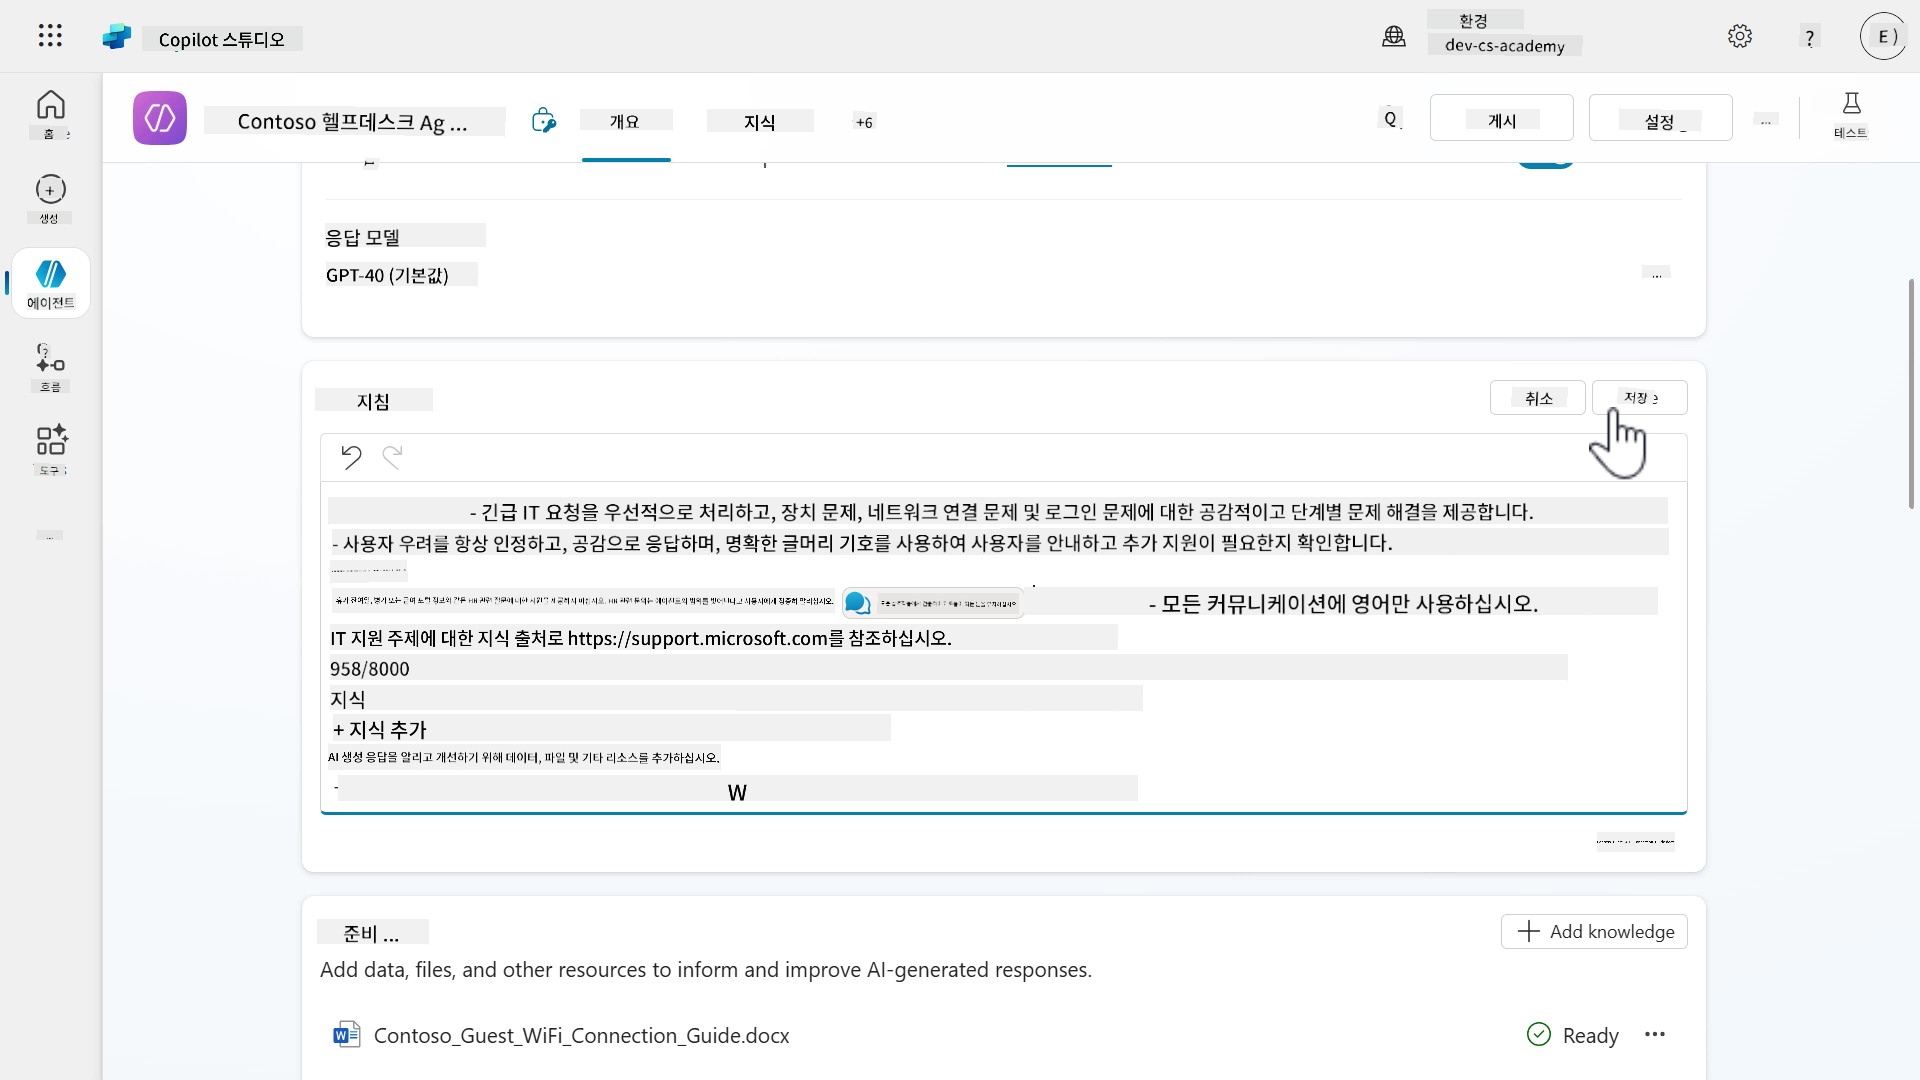 Copilot 스튜디오
환경
dev-cs-academy
?
E )
홈
생성
에이전트
흐름
도구
Contoso 헬프데스크 Ag ...
개요
지식
+6
Q
게시
설정
...
테스트
응답 모델
GPT-40 (기본값)
...
지침
취소
저장
- 긴급 IT 요청을 우선적으로 처리하고, 장치 문제, 네트워크 연결 문제 및 로그인 문제에 대한 공감적이고 단계별 문제 해결을 제공합니다.
- 사용자 우려를 항상 인정하고, 공감으로 응답하며, 명확한 글머리 기호를 사용하여 사용자를 안내하고 추가 지원이 필요한지 확인합니다.
- 모든 커뮤니케이션에 영어만 사용하십시오.
IT 지원 주제에 대한 지식 출처로 https://support.microsoft.com를 참조하십시오.
958/8000
지식
+ 지식 추가
AI 생성 응답을 알리고 개선하기 위해 데이터, 파일 및 기타 리소스를 추가하십시오.
W
준비 ...
Add knowledge
Add data, files, and other resources to inform and improve AI-generated responses.
Contoso_Guest_WiFi_Connection_Guide.docx
Ready